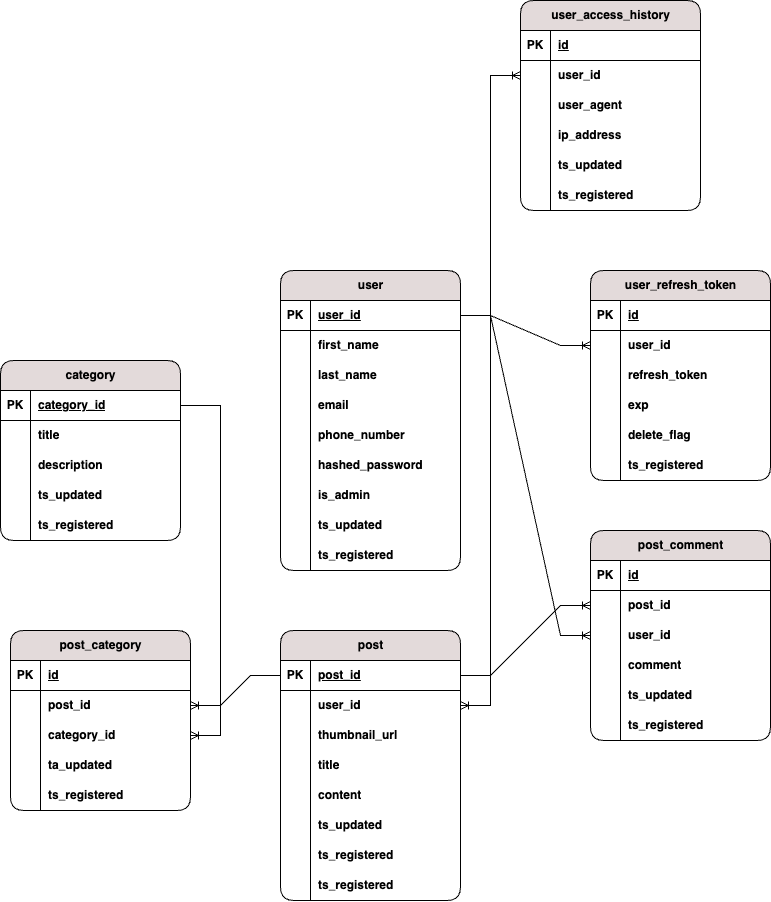 user_access_history
PK id
user_id
user_agent
ip_address
ts_updated
ts_registered
user
PK user_id
first_name
last_name
email
phone_number
hashed_password
is_admin
ts_updated
ts_registered
user_refresh_token
PK id
user_id
refresh_token
exp
delete_flag
ts_registered
category
PK category_id
title
description
ts_updated
ts_registered
post_comment
PK id
post_id
user_id
comment
ts_updated
ts_registered
post_category
PK id
post_id
category_id
ta_updated
ts_registered
post
PK post_id
user_id
thumbnail_url
title
content
ts_updated
ts_registered
ts_registered